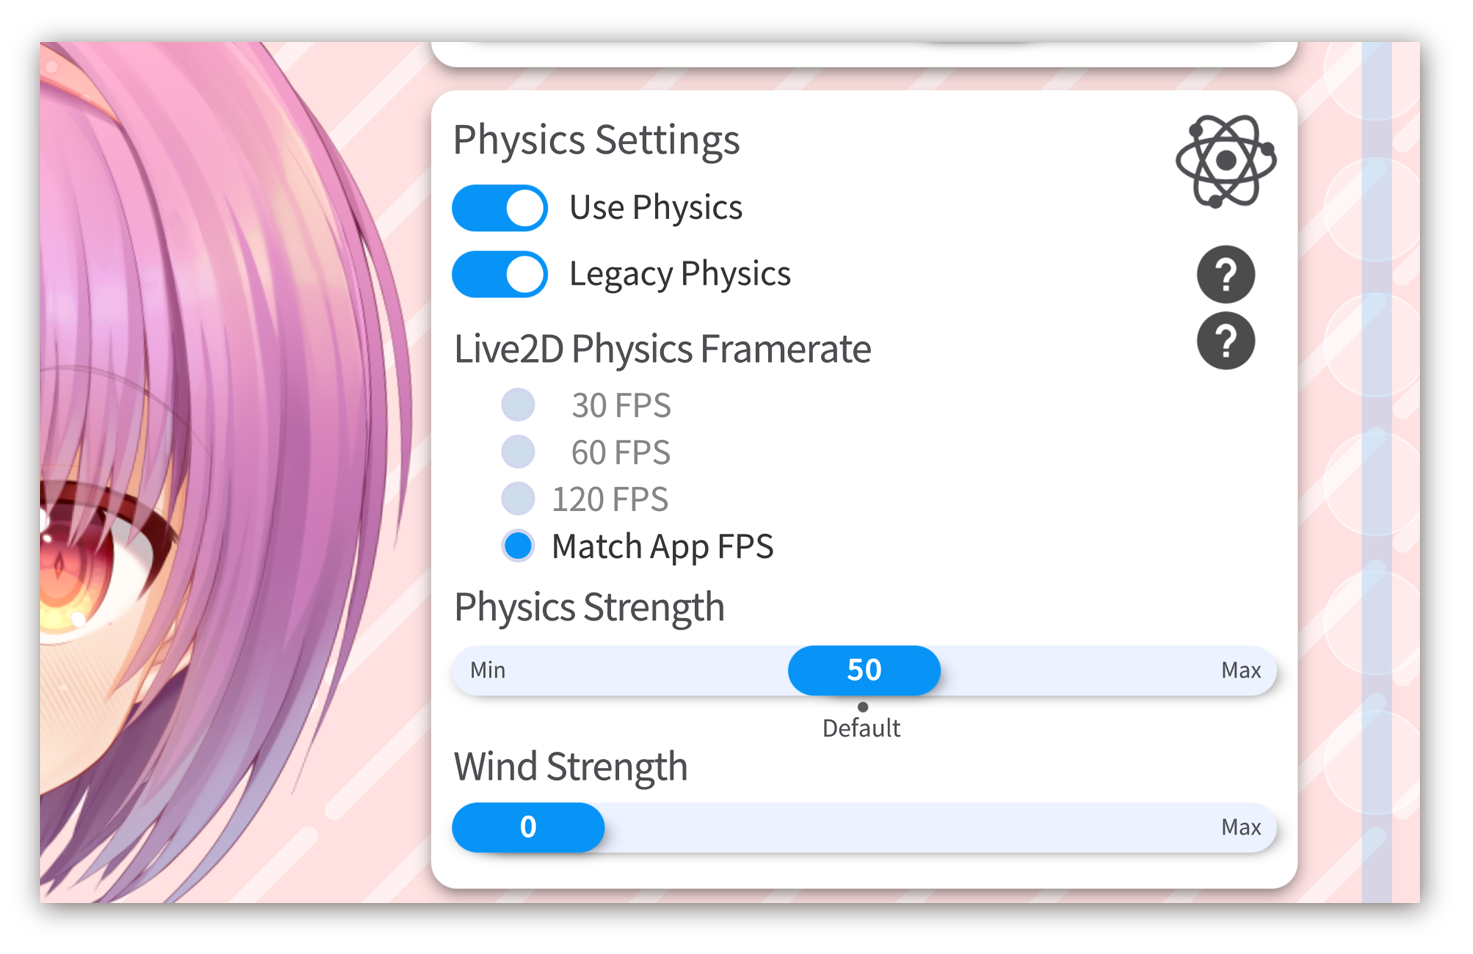 Physics Settings
Use Physics
Legacy Physics
?
Live2D Physics Framerate
?
30 FPS
60 FPS
120 FPS
Match App FPS
Physics Strength
Min 50 Max
Default
Wind Strength
0 Max